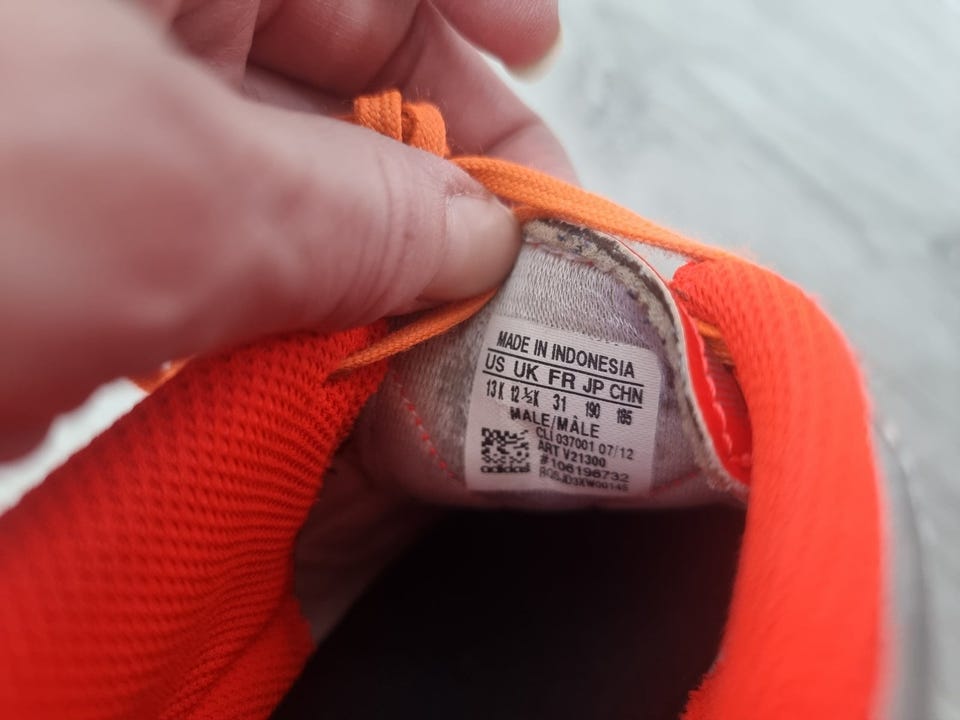 MADE IN INDONESIA
US UK FR JP CHN
13K 12½K 31 190 185
MALE/MÂLE
CLI 037001 07/12
ART V21300
#106198732